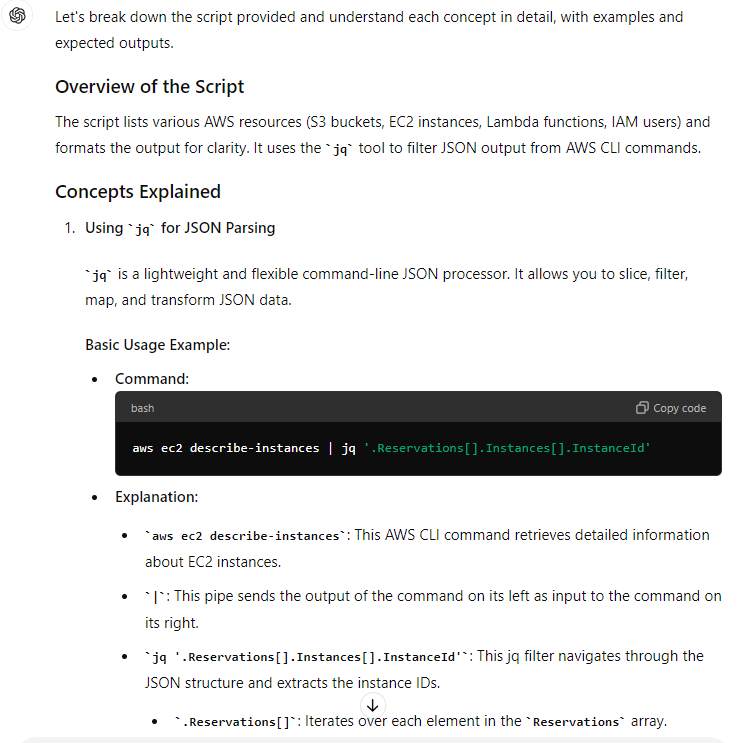 Let's break down the script provided and understand each concept in detail, with examples and
expected outputs.
Overview of the Script
The script lists various AWS resources (S3 buckets, EC2 instances, Lambda functions, IAM users) and
formats the output for clarity. It uses the `jq` tool to filter JSON output from AWS CLI commands.
Concepts Explained
1. Using `jq` for JSON Parsing
`jq` is a lightweight and flexible command-line JSON processor. It allows you to slice, filter,
map, and transform JSON data.
Basic Usage Example:
• Command:
bash Copy code
aws ec2 describe-instances | jq '.Reservations[].Instances[].InstanceId'
• Explanation:
• `aws ec2 describe-instances`: This AWS CLI command retrieves detailed information
about EC2 instances.
• `|`: This pipe sends the output of the command on its left as input to the command on
its right.
• `jq '.Reservations[].Instances[].InstanceId'`: This jq filter navigates through the
JSON structure and extracts the instance IDs.
• `.Reservations[]`: Iterates over each element in the `Reservations` array.